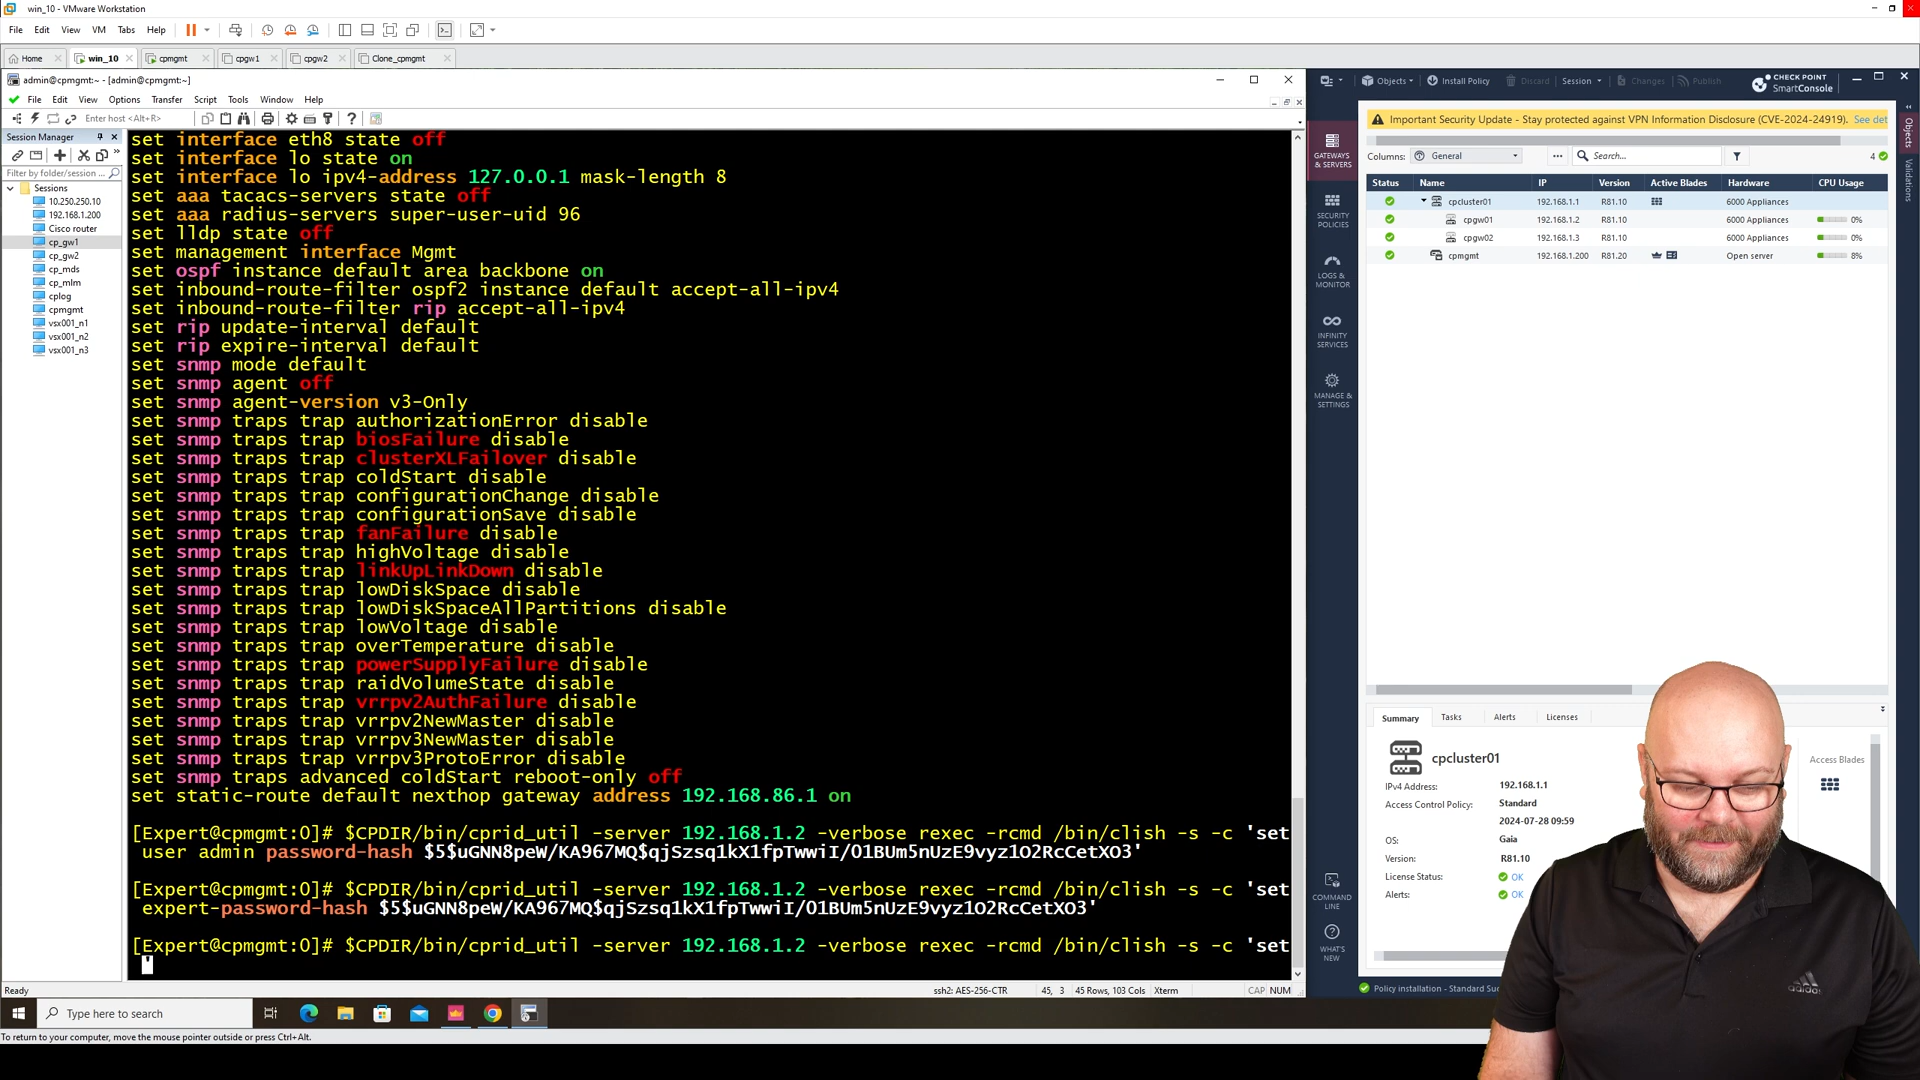 win_10 - VMware Workstation
File Edit View VM Tabs Help
Home
win_10
cpmgmt
cpgw1
cpgw2
Clone_cpmgmt
admin@cpmgmt:~ - [admin@cpmgmt:~]
File Edit View Options Transfer Script Tools Window Help
Enter host <Alt+R>
Session Manager
Filter by folder/session ...
Sessions
10.250.250.10
192.168.1.200
Cisco router
cp_gw1
cp_gw2
cp_mds
cp_mlm
cplog
cpmgmt
vsx001_n1
vsx001_n2
vsx001_n3
set interface eth8 state off
set interface lo state on
set interface lo ipv4-address 127.0.0.1 mask-length 8
set aaa tacacs-servers state off
set aaa radius-servers super-user-uid 96
set lldp state off
set management interface Mgmt
set ospf instance default area backbone on
set inbound-route-filter ospf2 instance default accept-all-ipv4
set inbound-route-filter rip accept-all-ipv4
set rip update-interval default
set rip expire-interval default
set snmp mode default
set snmp agent off
set snmp agent-version v3-Only
set snmp traps trap authorizationError disable
set snmp traps trap biosFailure disable
set snmp traps trap clusterXLFailover disable
set snmp traps trap coldStart disable
set snmp traps trap configurationChange disable
set snmp traps trap configurationSave disable
set snmp traps trap fanFailure disable
set snmp traps trap highVoltage disable
set snmp traps trap linkUpLinkDown disable
set snmp traps trap lowDiskSpace disable
set snmp traps trap lowDiskSpaceAllPartitions disable
set snmp traps trap lowVoltage disable
set snmp traps trap overTemperature disable
set snmp traps trap powerSupplyFailure disable
set snmp traps trap raidVolumeState disable
set snmp traps trap vrrpv2AuthFailure disable
set snmp traps trap vrrpv2NewMaster disable
set snmp traps trap vrrpv3NewMaster disable
set snmp traps trap vrrpv3ProtoError disable
set snmp traps advanced coldStart reboot-only off
set static-route default nexthop gateway address 192.168.86.1 on
[Expert@cpmgmt:0]# $CPDIR/bin/cprid_util -server 192.168.1.2 -verbose rexec -rcmd /bin/clish -s -c 'set
user admin password-hash $5$uGNN8peW/KA967MQ$qjSzsq1kX1fpTwwiI/O1BUm5nUzE9vyz1O2RcCetXO3'
[Expert@cpmgmt:0]# $CPDIR/bin/cprid_util -server 192.168.1.2 -verbose rexec -rcmd /bin/clish -s -c 'set
expert-password-hash $5$uGNN8peW/KA967MQ$qjSzsq1kX1fpTwwiI/O1BUm5nUzE9vyz1O2RcCetXO3'
[Expert@cpmgmt:0]# $CPDIR/bin/cprid_util -server 192.168.1.2 -verbose rexec -rcmd /bin/clish -s -c 'set
'
Ready
ssh2: AES-256-CTR 45, 3 45 Rows, 103 Cols Xterm CAP NUM
Objects Install Policy Discard Session Changes Publish
CHECK POINT
SmartConsole
GATEWAYS
& SERVERS
SECURITY
POLICIES
LOGS &
MONITOR
INFINITY
SERVICES
MANAGE &
SETTINGS
COMMAND
LINE
WHAT'S
NEW
Important Security Update - Stay protected against VPN Information Disclosure (CVE-2024-24919). See det
Columns: General
Search...
4
Status Name IP Version Active Blades Hardware CPU Usage
cpcluster01 192.168.1.1 R81.10 6000 Appliances
cpgw01 192.168.1.2 R81.10 6000 Appliances 0%
cpgw02 192.168.1.3 R81.10 6000 Appliances 0%
cpmgmt 192.168.1.200 R81.20 Open server 8%
Objects
Validations
Summary Tasks Alerts Licenses
cpcluster01
Access Blades
IPv4 Address: 192.168.1.1
Access Control Policy: Standard
2024-07-28 09:59
OS: Gaia
Version: R81.10
License Status: OK
Alerts: OK
Policy installation - Standard Suc
adidas
Type here to search
To return to your computer, move the mouse pointer outside or press Ctrl+Alt.